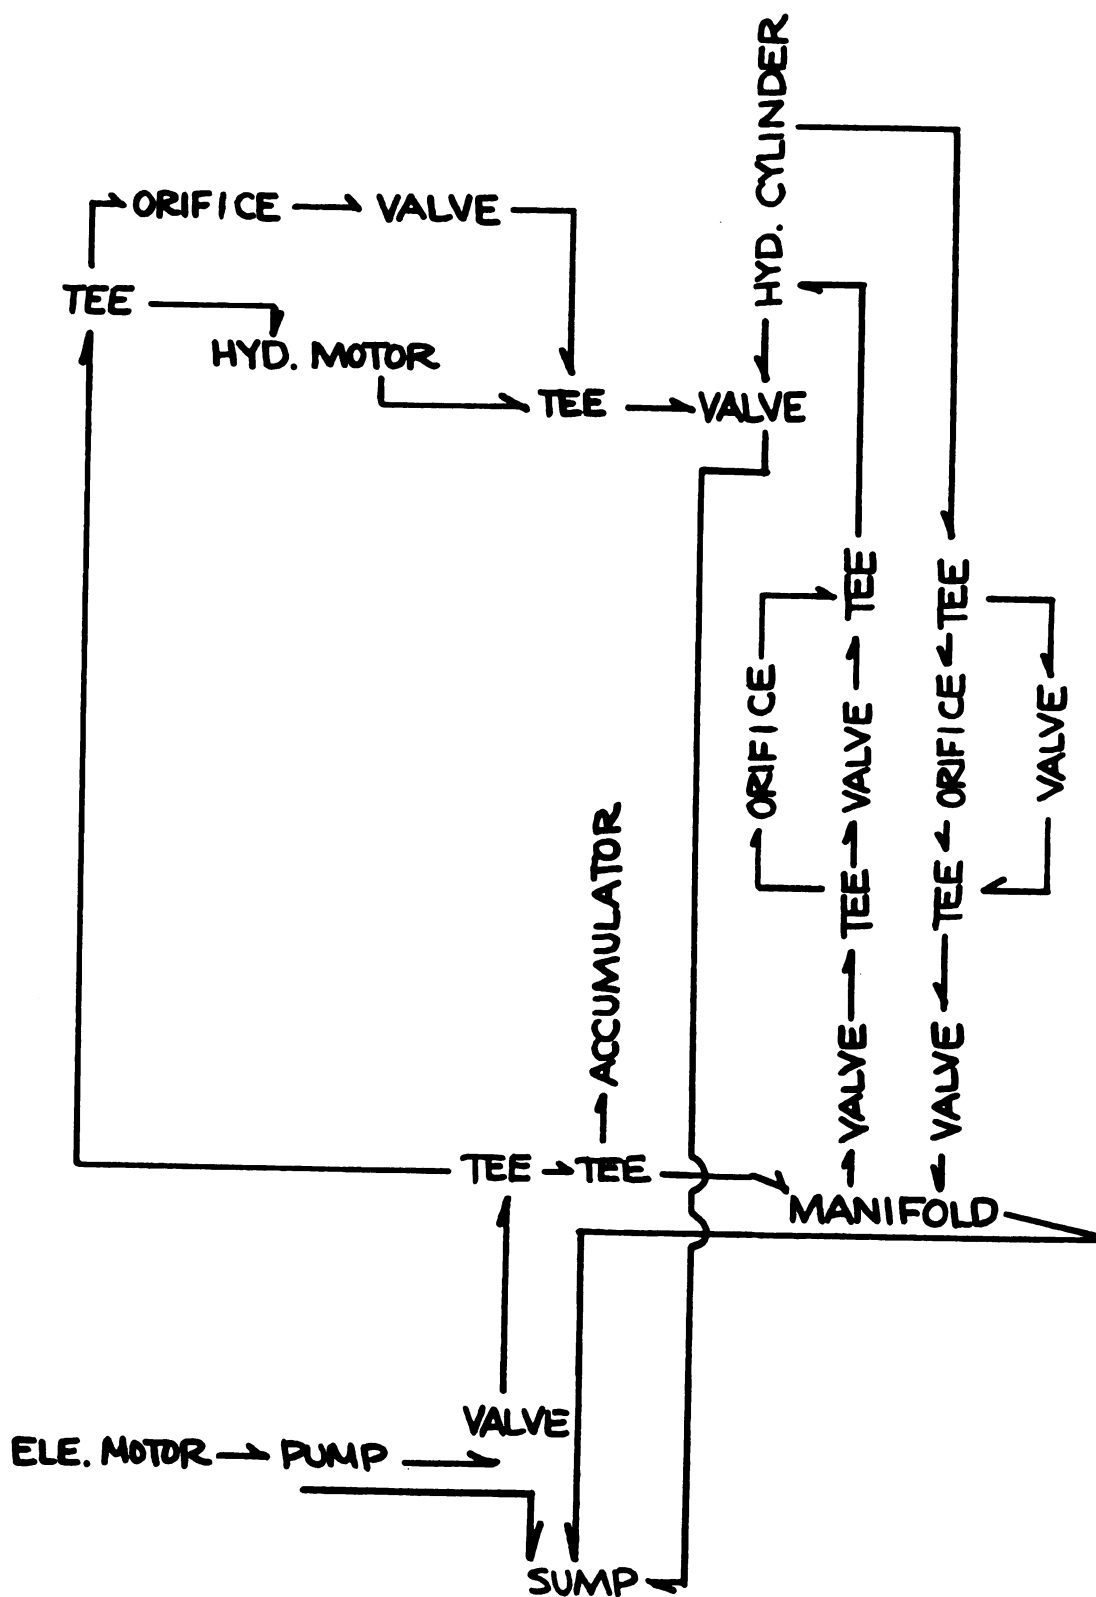 HYD. CYLINDER
ORIFICE
VALVE
TEE
HYD. MOTOR
TEE
VALVE
TEE
TEE
ORIFICE
VALVE
ORIFICE
VALVE
ACCUMULATOR
TEE
TEE
VALVE
VALVE
TEE
TEE
MANIFOLD
VALVE
ELE. MOTOR
PUMP
SUMP